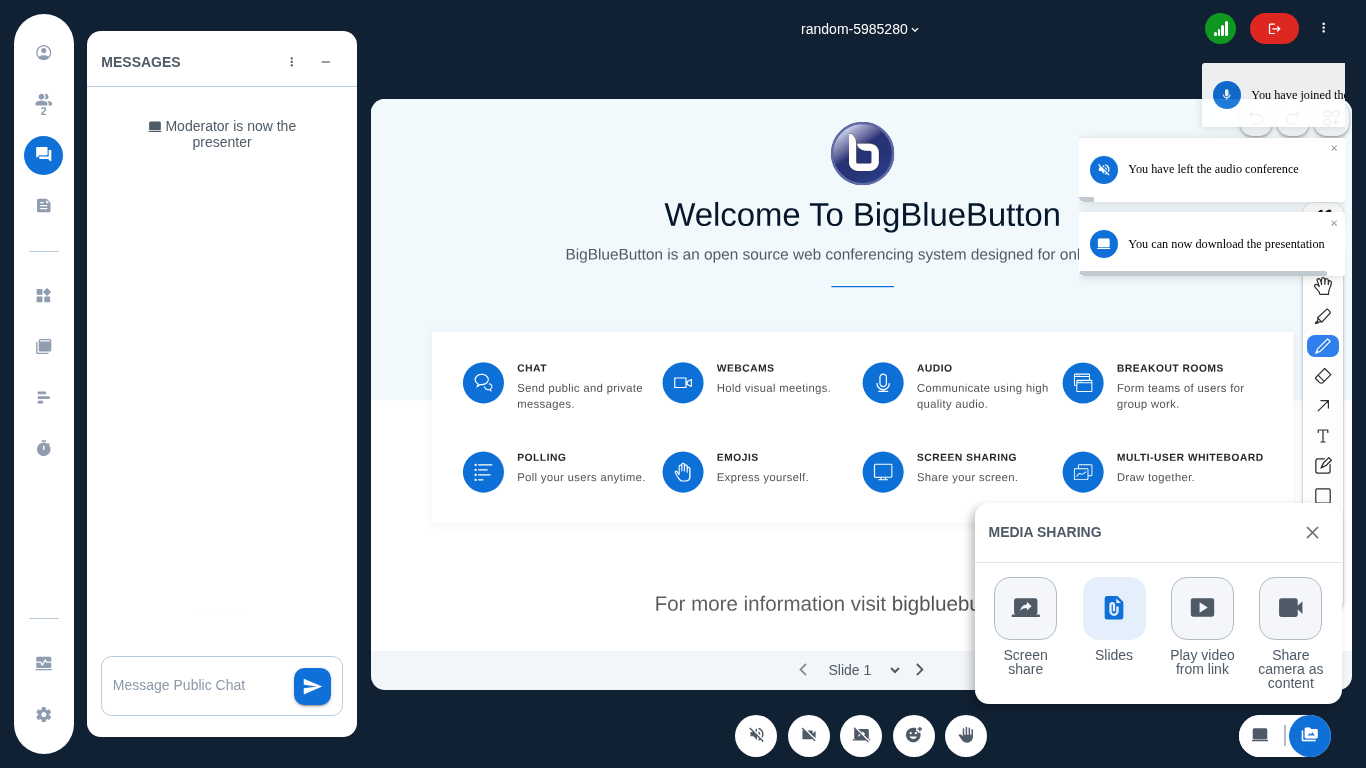 random-5985280
MESSAGES
2
Moderator is now the
presenter
Message Public Chat
You have joined the
You have left the audio conference
You can now download the presentation
Welcome To BigBlueButton
BigBlueButton is an open source web conferencing system designed for onl
CHAT
Send public and private
messages.
WEBCAMS
Hold visual meetings.
AUDIO
Communicate using high
quality audio.
BREAKOUT ROOMS
Form teams of users for
group work.
POLLING
Poll your users anytime.
EMOJIS
Express yourself.
SCREEN SHARING
Share your screen.
MULTI-USER WHITEBOARD
Draw together.
For more information visit bigbluebu
Slide 1
MEDIA SHARING
Screen
share
Slides
Play video
from link
Share
camera as
content